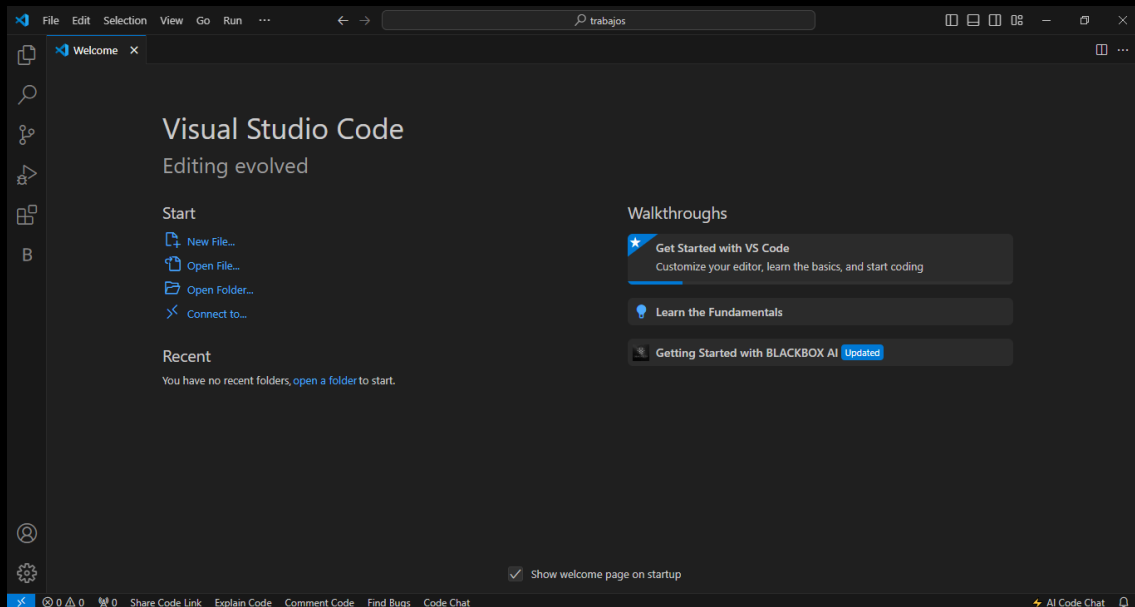 File Edit Selection View Go Run ··· ← → trabajos
Welcome ×
Visual Studio Code
Editing evolved
Start
New File...
Open File...
Open Folder...
Connect to...
Recent
You have no recent folders, open a folder to start.
Walkthroughs
Get Started with VS Code
Customize your editor, learn the basics, and start coding
Learn the Fundamentals
Getting Started with BLACKBOX AI Updated
B
Show welcome page on startup
0 0 0 Share Code Link Explain Code Comment Code Find Bugs Code Chat AI Code Chat